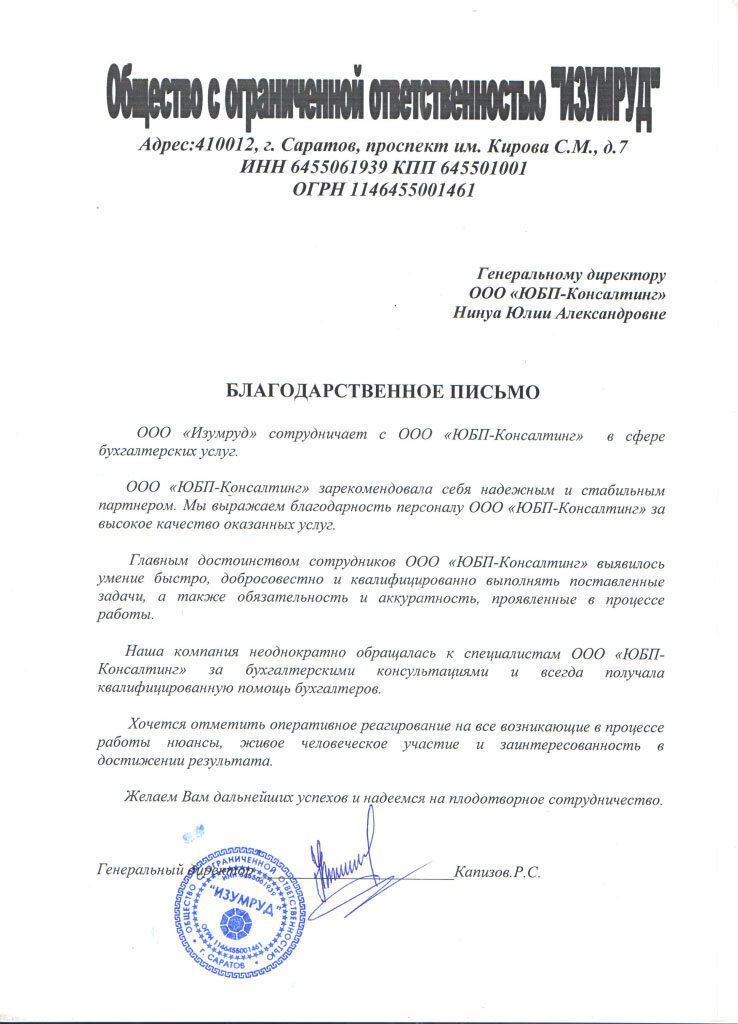 Общество с ограниченной ответственностью "ИЗУМРУД"
Адрес:410012, г. Саратов, проспект им. Кирова С.М., д.7
ИНН 6455061939 КПП 645501001
ОГРН 1146455001461
Генеральному директору
ООО «ЮБП-Консалтинг»
Нинуа Юлии Александровне
БЛАГОДАРСТВЕННОЕ ПИСЬМО
ООО «Изумруд» сотрудничает с ООО «ЮБП-Консалтинг» в сфере
бухгалтерских услуг.
ООО «ЮБП-Консалтинг» зарекомендовала себя надежным и стабильным
партнером. Мы выражаем благодарность персоналу ООО «ЮБП-Консалтинг» за
высокое качество оказанных услуг.
Главным достоинством сотрудников ООО «ЮБП-Консалтинг» выявилось
умение быстро, добросовестно и квалифицированно выполнять поставленные
задачи, а также обязательность и аккуратность, проявленные в процессе
работы.
Наша компания неоднократно обращалась к специалистам ООО «ЮБП-
Консалтинг» за бухгалтерскими консультациями и всегда получала
квалифицированную помощь бухгалтеров.
Хочется отметить оперативное реагирование на все возникающие в процессе
работы нюансы, живое человеческое участие и заинтересованность в
достижении результата.
Желаем Вам дальнейших успехов и надеемся на плодотворное сотрудничество.
Генеральный директор Капизов.Р.С.
ОБЩЕСТВО С ОГРАНИЧЕННОЙ ОТВЕТСТВЕННОСТЬЮ
ИНН 6455061939
"ИЗУМРУД"
ОГРН 1146455001461
* г. САРАТОВ *